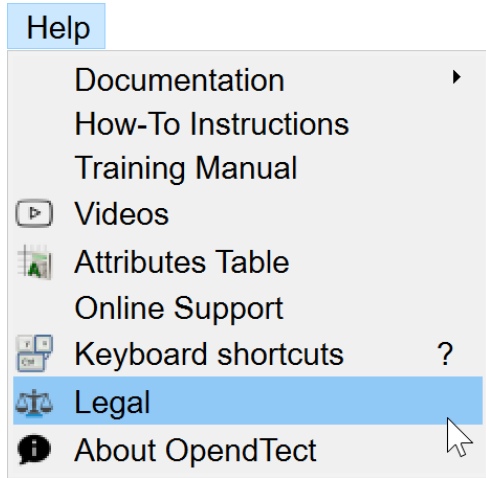 Help
Documentation
How-To Instructions
Training Manual
Videos
Attributes Table
Online Support
Keyboard shortcuts ?
Legal
About OpendTect